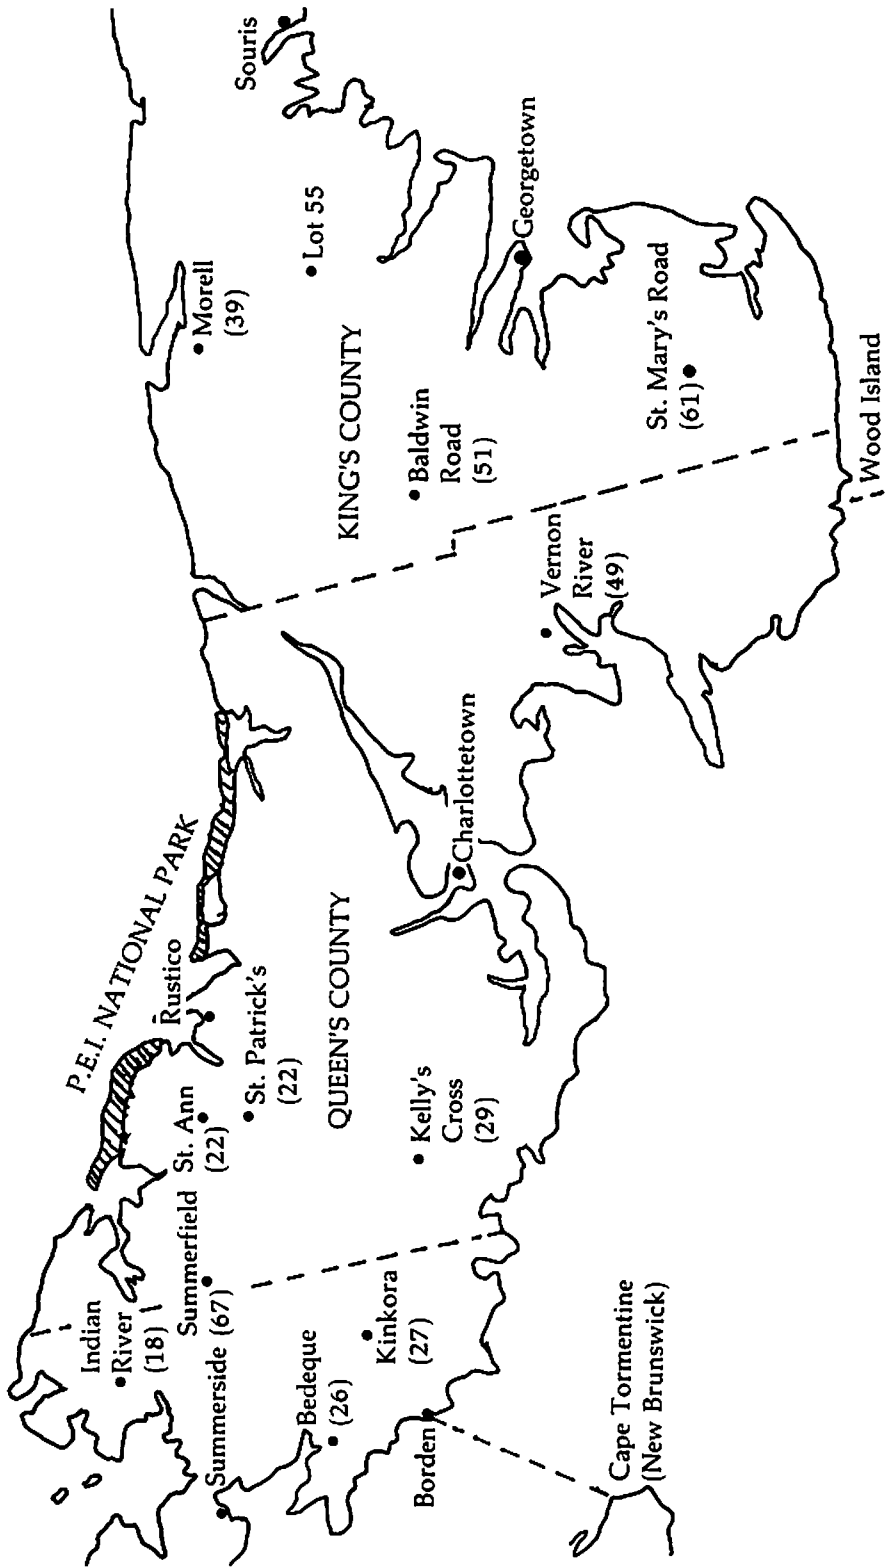 P.E.I. NATIONAL PARK
Indian
River
(18)
Summerside
Summerfield
(67)
St. Ann
(22)
Rustico
St. Patrick's
(22)
Bedeque
(26)
Kinkora
(27)
Borden
QUEEN'S COUNTY
Kelly's
Cross
(29)
Charlottetown
Cape Tormentine
(New Brunswick)
Morell
(39)
Souris
Lot 55
KING'S COUNTY
Baldwin
Road
(51)
Georgetown
Vernon
River
(49)
St. Mary's Road
(61)
Wood Island